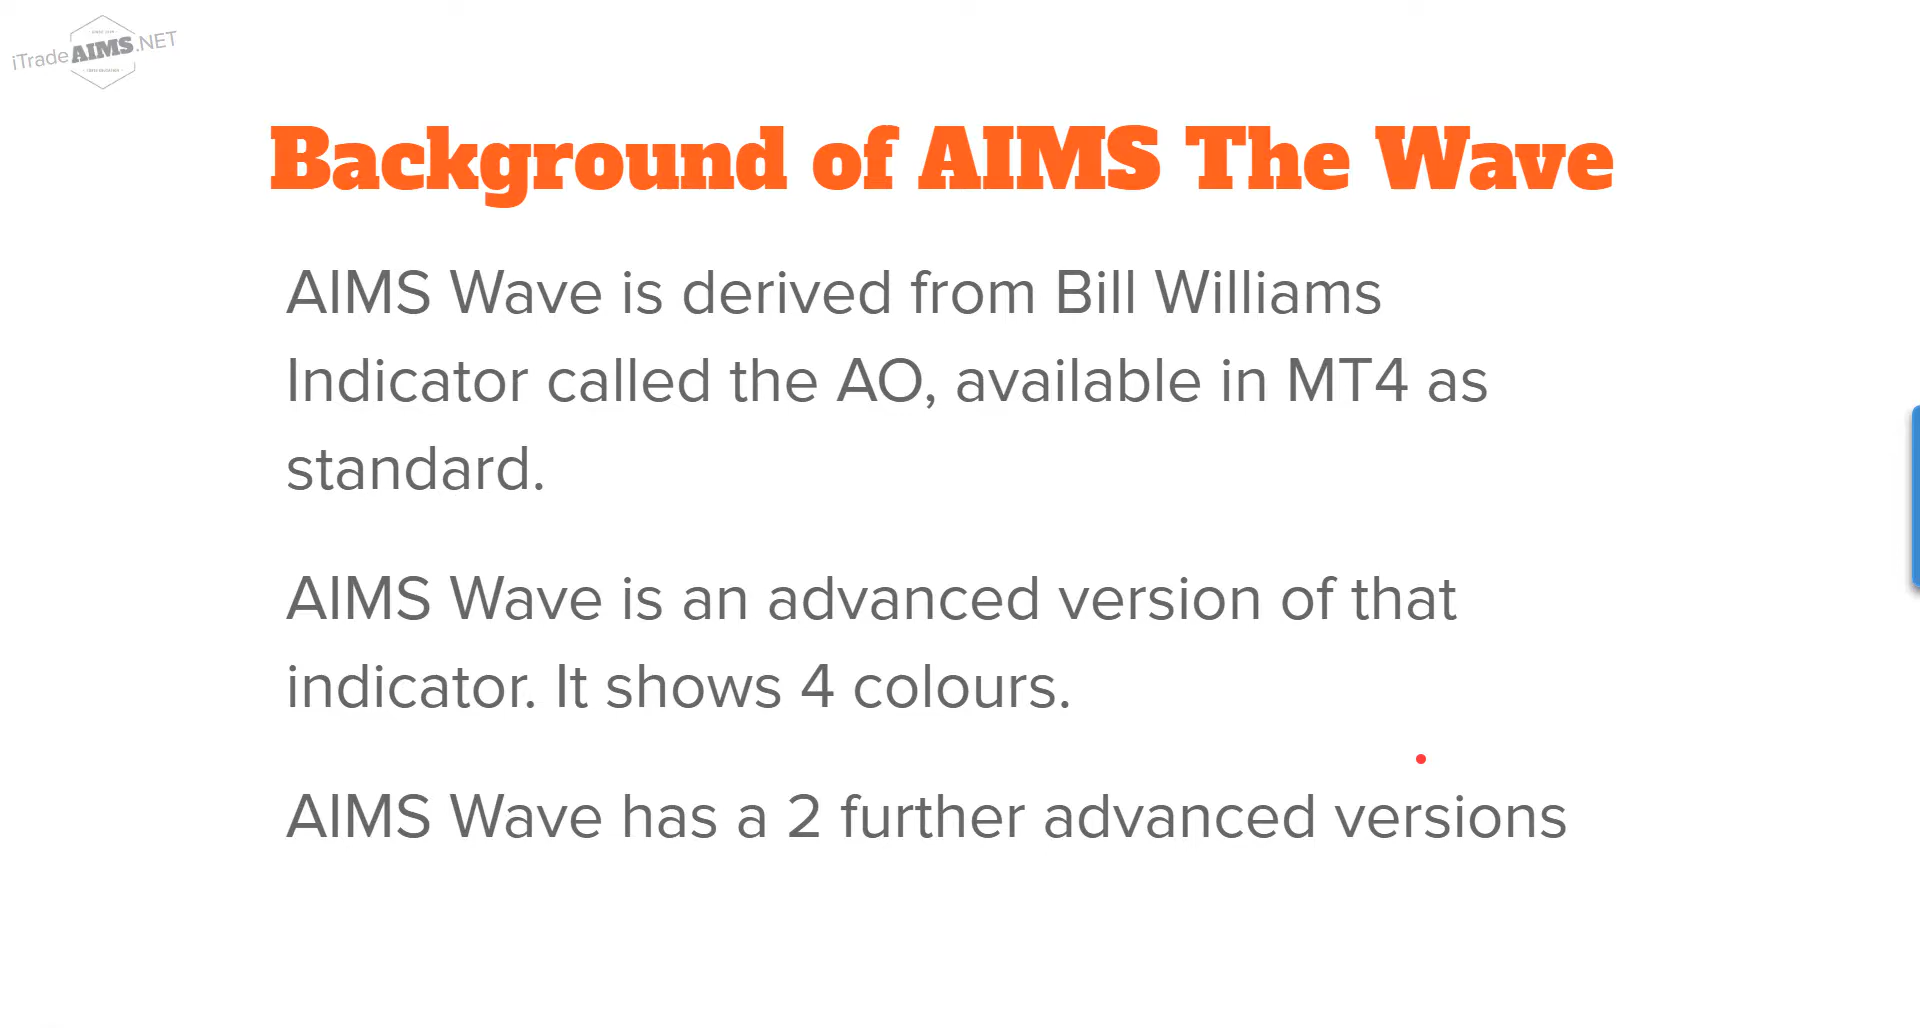 iTradeAIMS.NET
Background of AIMS The Wave
AIMS Wave is derived from Bill Williams
Indicator called the AO, available in MT4 as
standard.
AIMS Wave is an advanced version of that
indicator. It shows 4 colours.
AIMS Wave has a 2 further advanced versions